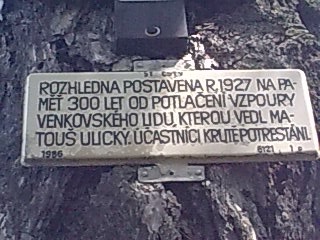 ROZHLEDNA POSTAVENA R.1927 NA PA-
MĚŤ 300 LET OD POTLAČENÍ VZPOURY
VENKOVSKÉHO LIDU, KTEROU VEDL MA-
TOUŠ ULICKÝ. ÚČASTNÍCI KRUTĚ POTRESTÁNI.
1986